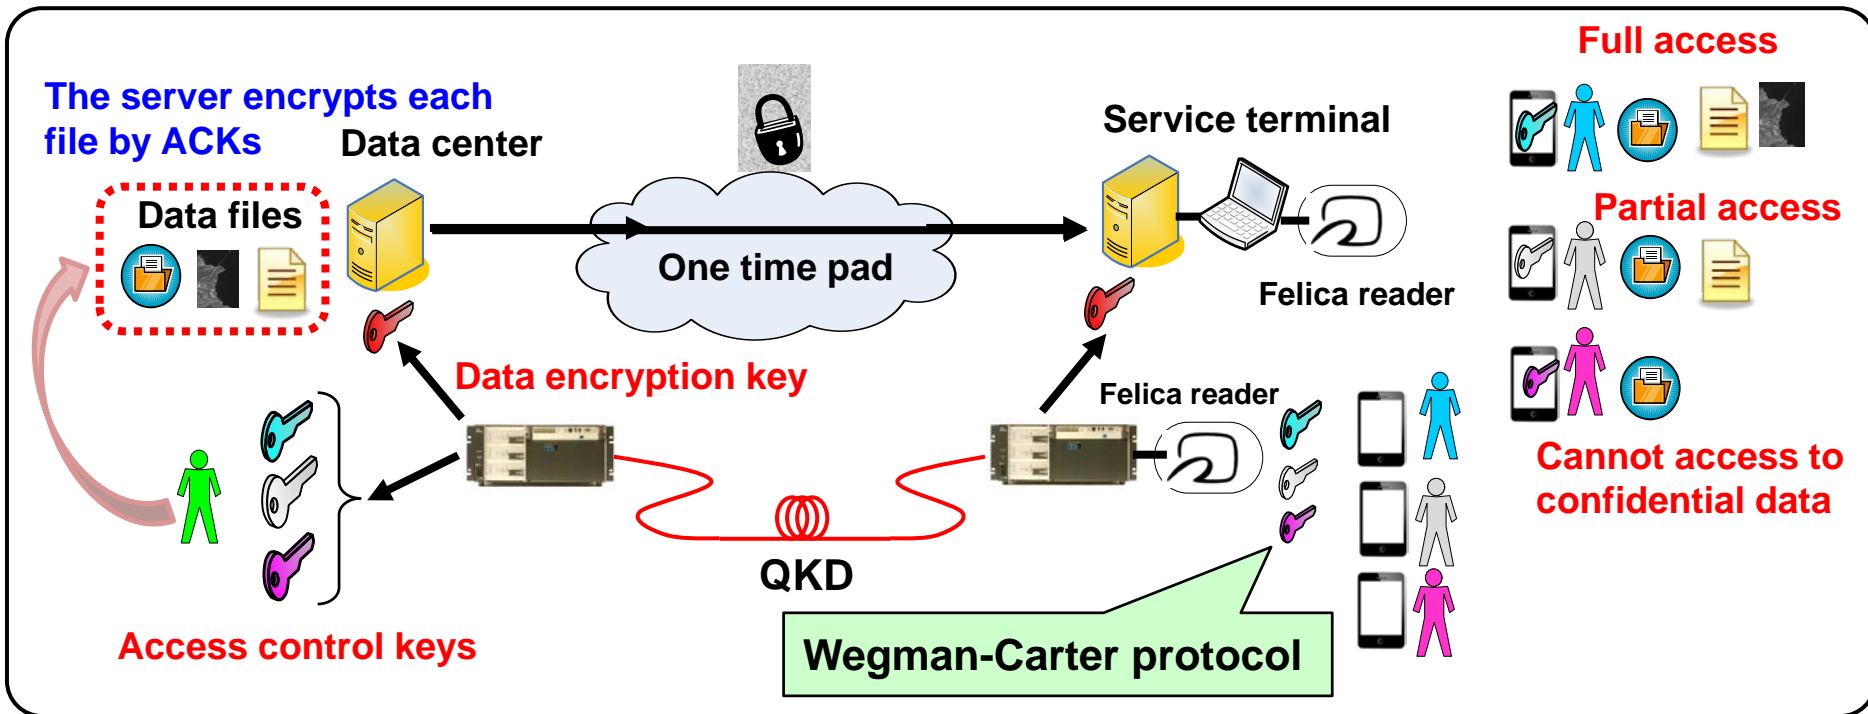 The server encrypts each
file by ACKs
Data center
Data files
One time pad
Service terminal
Felica reader
Full access
Partial access
Cannot access to
confidential data
Data encryption key
Felica reader
QKD
Access control keys
Wegman-Carter protocol